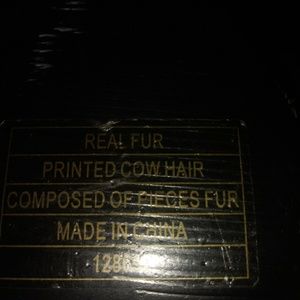 REAL FUR
PRINTED COW HAIR
COMPOSED OF PIECES FUR
MADE IN CHINA